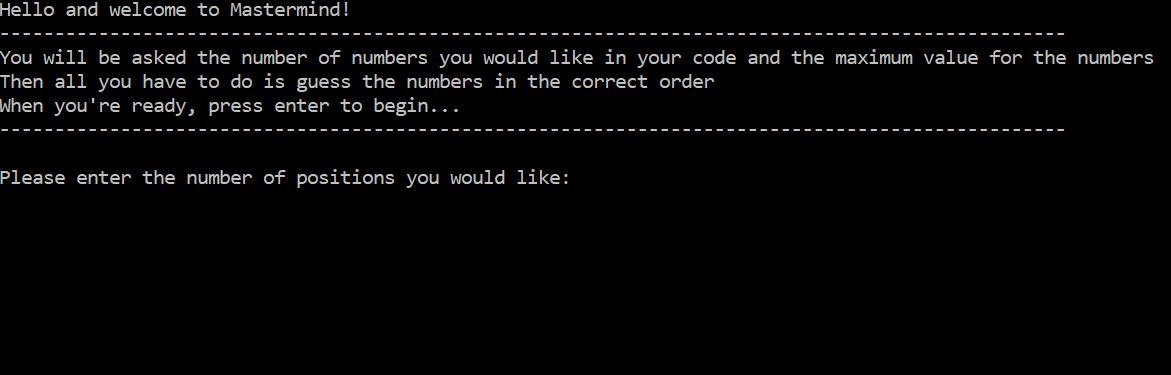 Hello and welcome to Mastermind!
-------------------------------------------------------------------------------------------------
You will be asked the number of numbers you would like in your code and the maximum value for the numbers
Then all you have to do is guess the numbers in the correct order
When you're ready, press enter to begin...
-------------------------------------------------------------------------------------------------
Please enter the number of positions you would like: